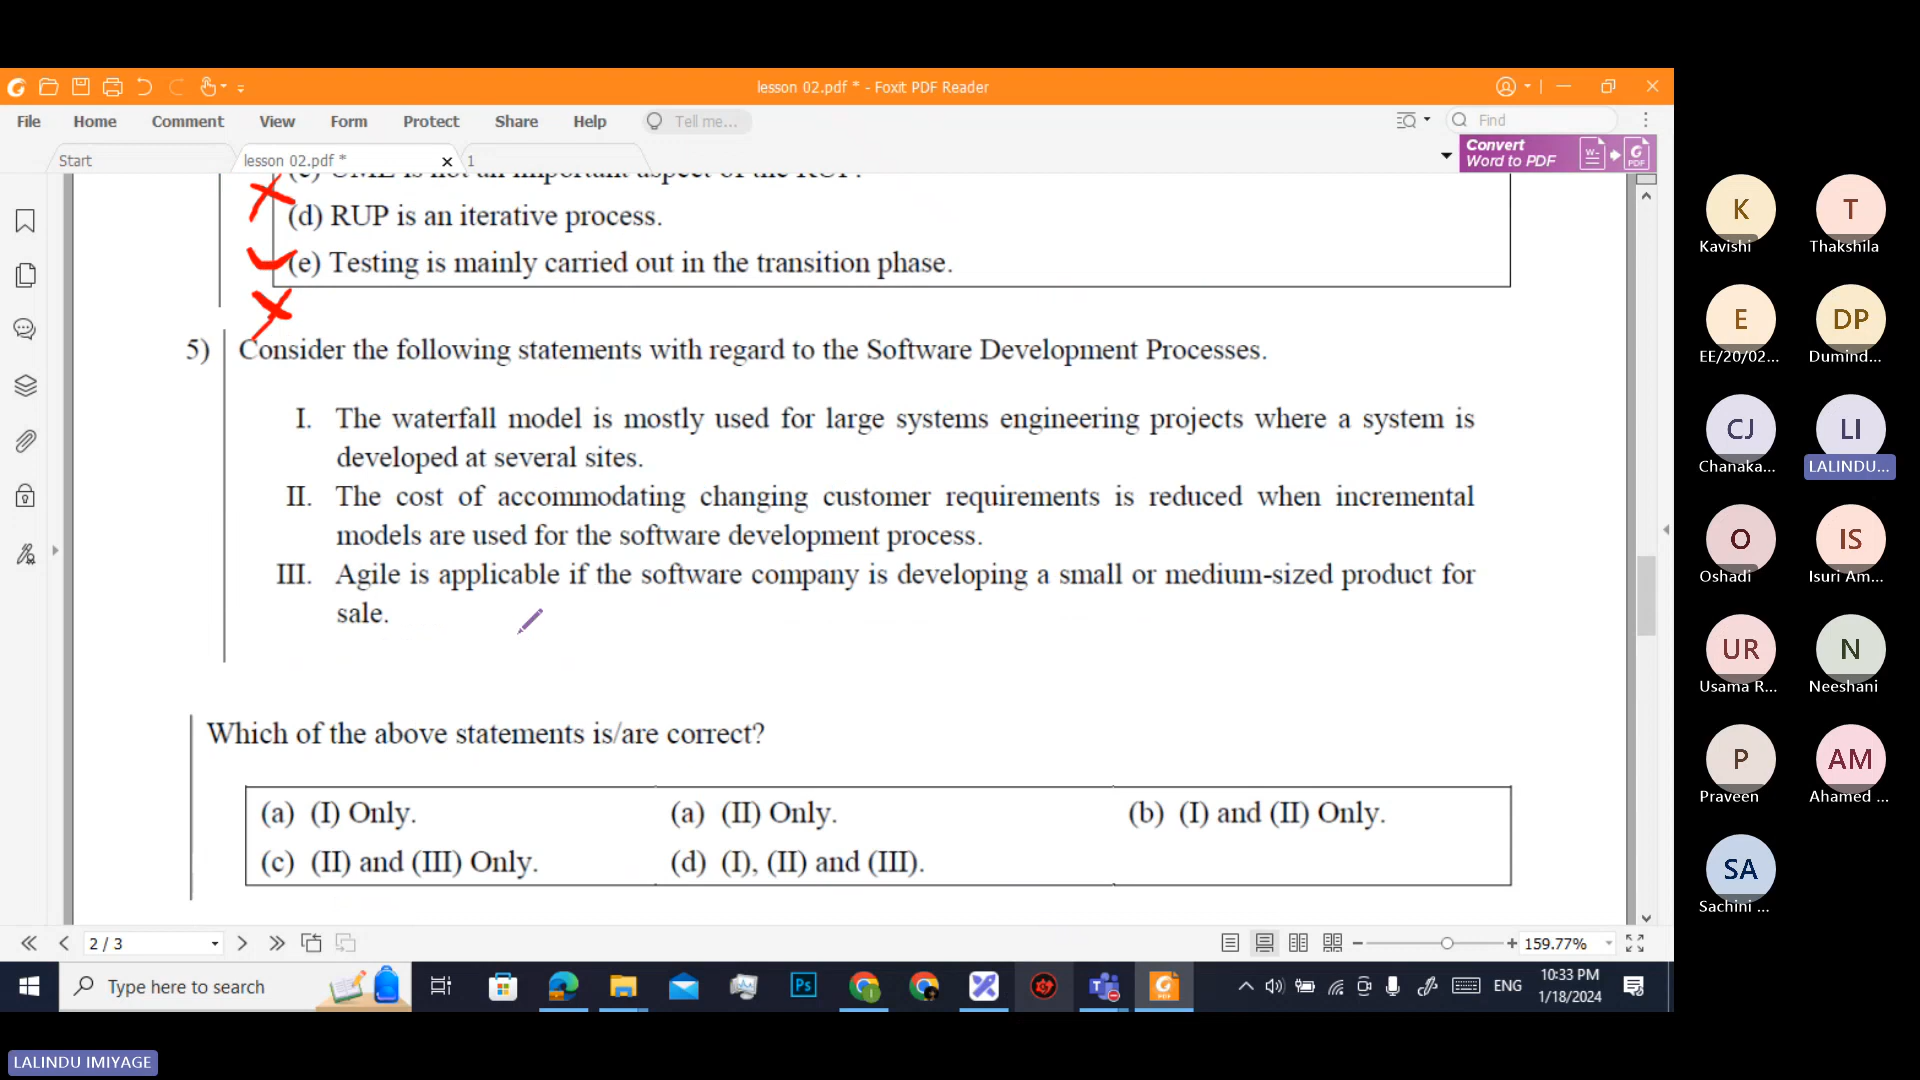 lesson 02.pdf * - Foxit PDF Reader
File Home Comment View Form Protect Share Help Tell me... Find
Convert
Word to PDF
Start lesson 02.pdf * 1
(d) RUP is an iterative process.
(e) Testing is mainly carried out in the transition phase.
5) Consider the following statements with regard to the Software Development Processes.
I. The waterfall model is mostly used for large systems engineering projects where a system is
developed at several sites.
II. The cost of accommodating changing customer requirements is reduced when incremental
models are used for the software development process.
III. Agile is applicable if the software company is developing a small or medium-sized product for
sale.
Which of the above statements is/are correct?
(a) (I) Only. (a) (II) Only. (b) (I) and (II) Only.
(c) (II) and (III) Only. (d) (I), (II) and (III).
2 / 3 159.77%
Type here to search Ps ENG 10:33 PM
1/18/2024
K T
Kavishi Thakshila
E DP
EE/20/02... Dumind...
CJ LI
Chanaka... LALINDU...
O IS
Oshadi Isuri Am...
UR N
Usama R... Neeshani
P AM
Praveen Ahamed ...
SA
Sachini ...
LALINDU IMIYAGE